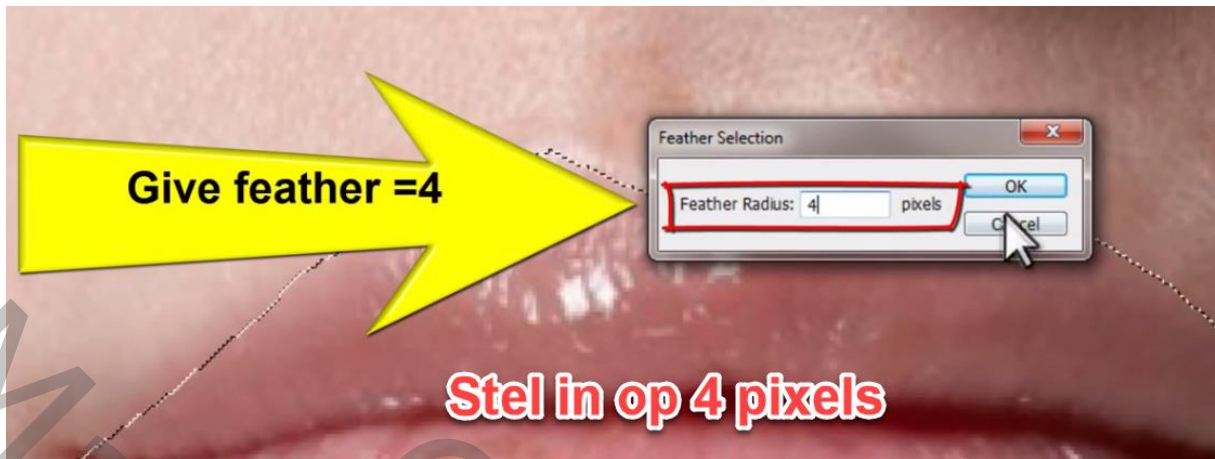 Give feather =4
Feather Selection
Feather Radius: 4 pixels
OK
Stel in op 4 pixels